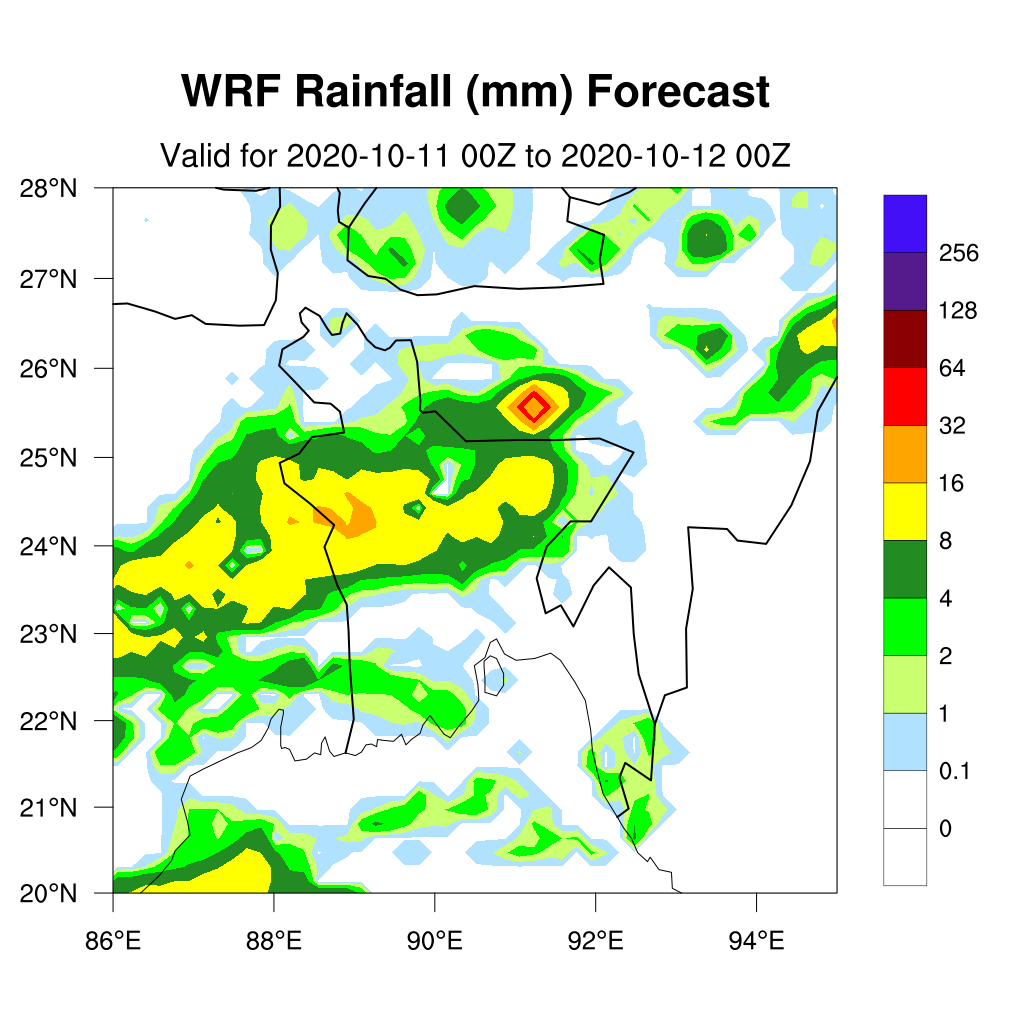 WRF Rainfall (mm) Forecast
Valid for 2020-10-11 00Z to 2020-10-12 00Z
28°N
27°N
26°N
25°N
24°N
23°N
22°N
21°N
20°N
86°E 88°E 90°E 92°E 94°E
256
128
64
32
16
8
4
2
1
0.1
0